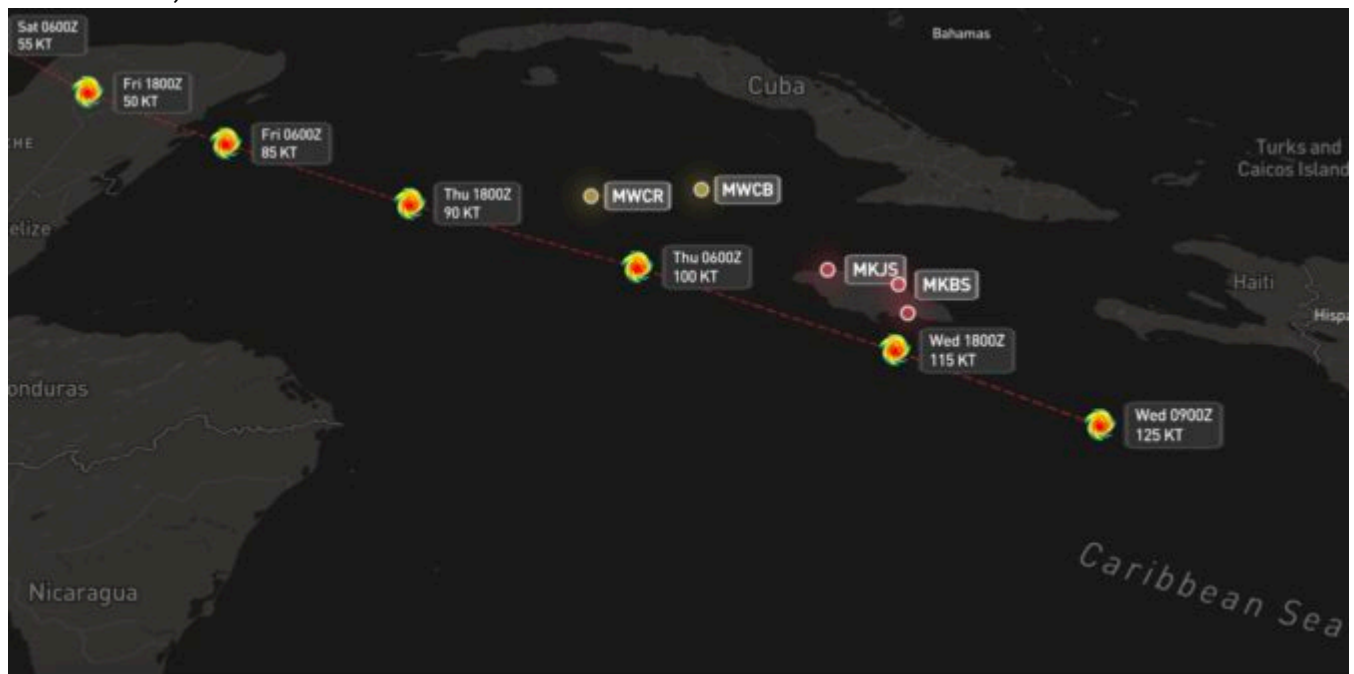 Sat 0600Z
55 KT
Bahamas
Fri 1800Z
50 KT
Cuba
Fri 0600Z
85 KT
CHE
Turks and
Caicos Island
Thu 1800Z
90 KT
MWCR
MWCB
elize
Thu 0600Z
100 KT
MKJS
MKBS
Haiti
Hispa
Wed 1800Z
115 KT
onduras
Wed 0900Z
125 KT
Caribbean Sea
Nicaragua